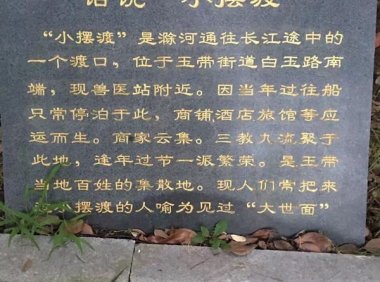 话说“小摆渡”
“小摆渡”是滁河通往长江途中的
一个渡口，位于玉带街道白玉路南
端，现兽医站附近。因当年过往船
只常停泊于此，商铺酒店旅馆等应
运而生。商家云集。三教九流聚于
此地，逢年过节一派繁荣。是玉带
当地百姓的集散地。现人们常把来
过小摆渡的人喻为见过“大世面”